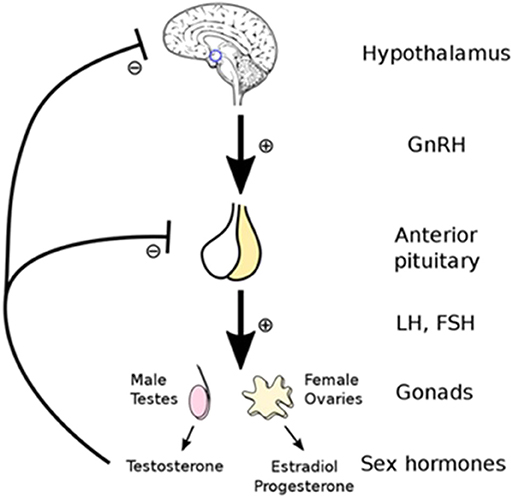 Hypothalamus
⊖
⊕
GnRH
Anterior
pituitary
⊖
⊕
LH, FSH
Male
Testes
Female
Ovaries
Gonads
Testosterone
Estradiol
Progesterone
Sex hormones